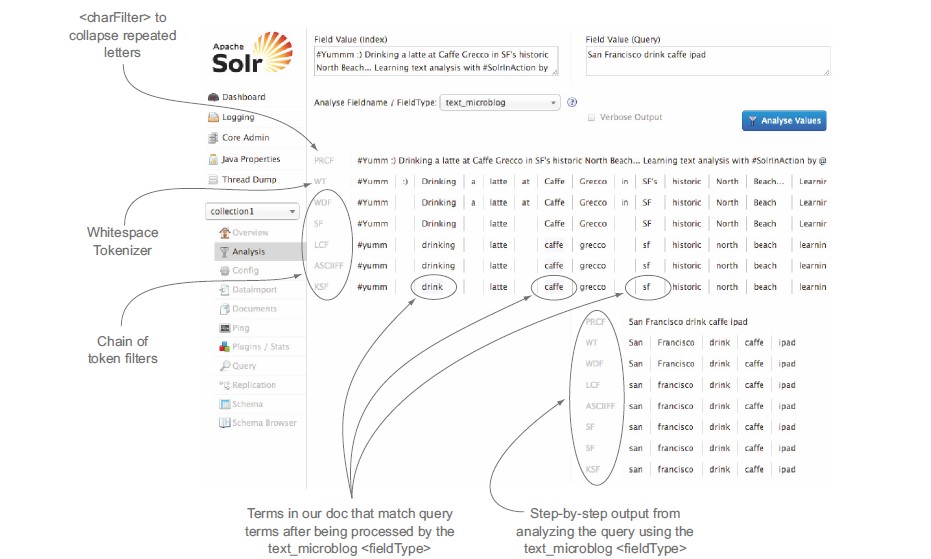 <charFilter> to
collapse repeated
letters
Apache
Solr
Field Value (Index)
#Yummm :) Drinking a latte at Caffe Grecco in SF's historic
North Beach... Learning text analysis with #SolrInAction by
Field Value (Query)
San Francisco drink caffe ipad
Analyse Fieldname / FieldType: text_microblog ?
Verbose Output
Analyse Values
Dashboard
Logging
Core Admin
Java Properties
Thread Dump
collection1
Overview
Analysis
Config
Dataimport
Documents
Ping
Plugins / Stats
Query
Replication
Schema
Schema Browser
Whitespace
Tokenizer
Chain of
token filters
PRCF #Yumm :) Drinking a latte at Caffe Grecco in SF's historic North Beach... Learning text analysis with #SolrInAction by @
WT #Yumm :) Drinking a latte at Caffe Grecco in SF's historic North Beach... Learnin
WDF #Yumm Drinking a latte at Caffe Grecco in SF historic North Beach Learnin
SF #Yumm Drinking latte Caffe Grecco SF historic North Beach Learnin
LCF #yumm drinking latte caffe grecco sf historic north beach learnin
ASCIIFF #yumm drinking latte caffe grecco sf historic north beach learnin
KSF #yumm drink latte caffe grecco sf historic north beach learnin
PRCF San Francisco drink caffe ipad
WT San Francisco drink caffe ipad
WDF San Francisco drink caffe ipad
LCF san francisco drink caffe ipad
ASCIIFF san francisco drink caffe ipad
SF san francisco drink caffe ipad
KSF san francisco drink caffe ipad
Terms in our doc that match query
terms after being processed by the
text_microblog <fieldType>
Step-by-step output from
analyzing the query using the
text_microblog <fieldType>